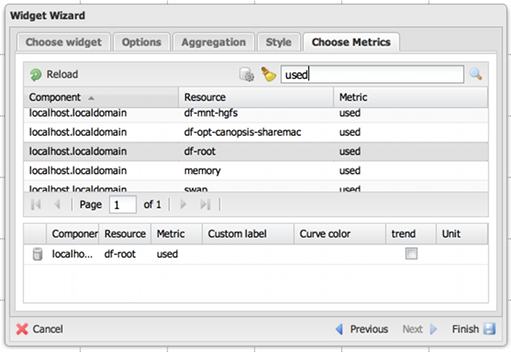 Widget Wizard
Choose widget Options Aggregation Style Choose Metrics
Reload used
Component Resource Metric
localhost.localdomain df-mnt-hgfs used
localhost.localdomain df-opt-canopsis-sharemac used
localhost.localdomain df-root used
localhost.localdomain memory used
localhost.localdomain swap used
Page 1 of 1
Componer Resource Metric Custom label Curve color trend Unit
localho... df-root used
Cancel Previous Next Finish